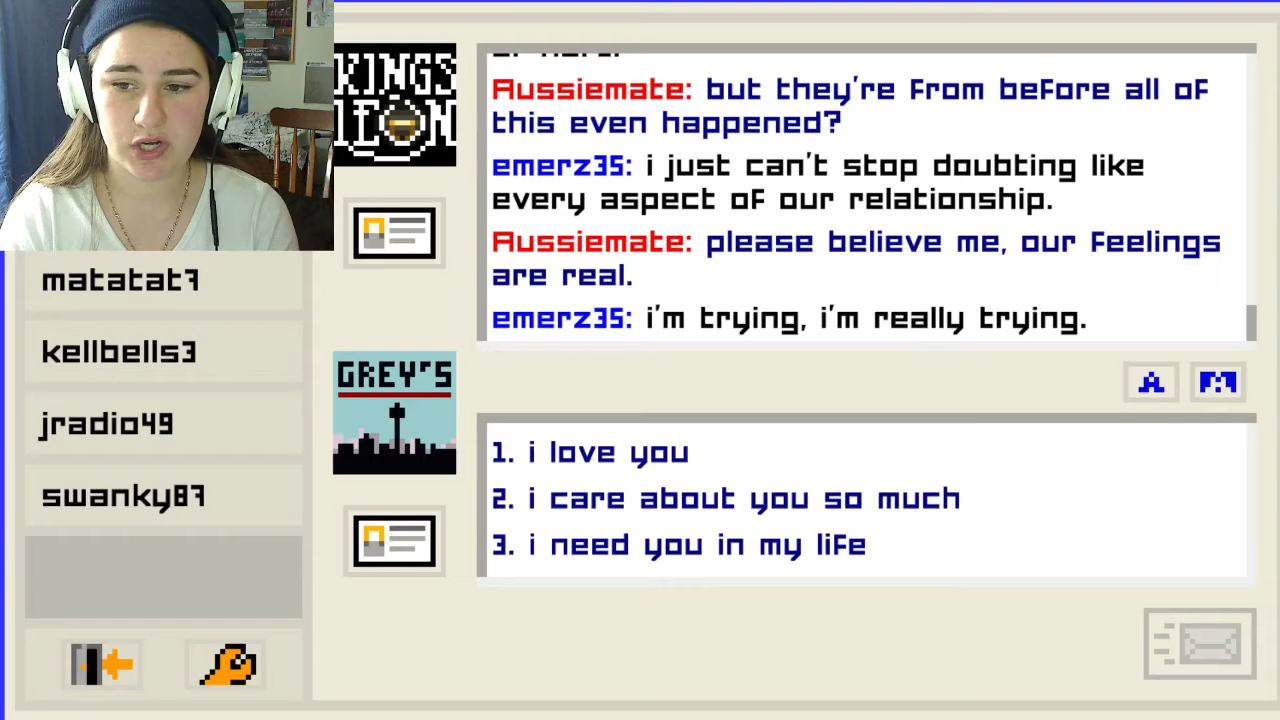 KINGS
LEON
Aussiemate: but they're from before all of
this even happened?
emerz35: i just can't stop doubting like
every aspect of our relationship.
Aussiemate: please believe me, our feelings
are real.
emerz35: i'm trying, i'm really trying.
matatat7
kellbells3
jradio49
swanky87
GREY'S
A M
1. i love you
2. i care about you so much
3. i need you in my life